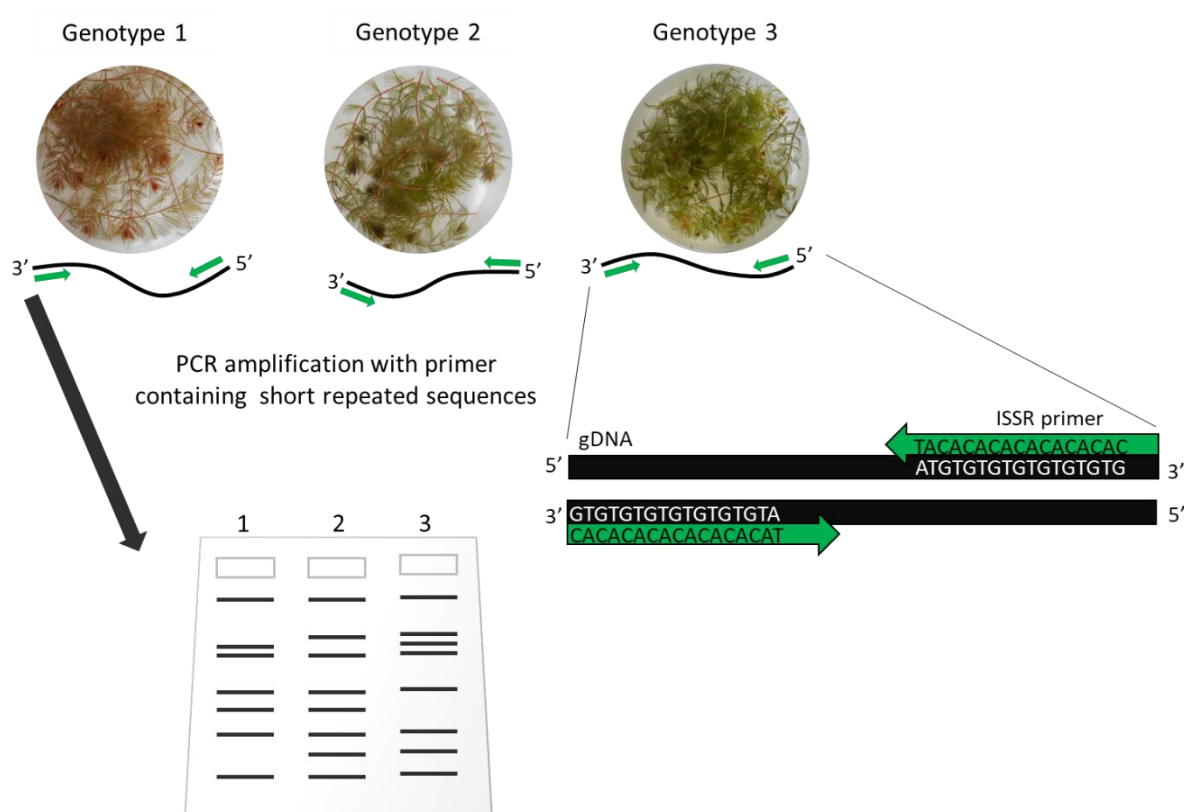 Genotype 1
Genotype 2
Genotype 3
3’
5’
3’
5’
3’
5’
PCR amplification with primer
containing short repeated sequences
ISSR primer
gDNA
TACACACACACACACAC
5’
ATGTGTGTGTGTGTGTG
3’
3’
GTGTGTGTGTGTGTGTA
5’
CACACACACACACACAT
1
2
3